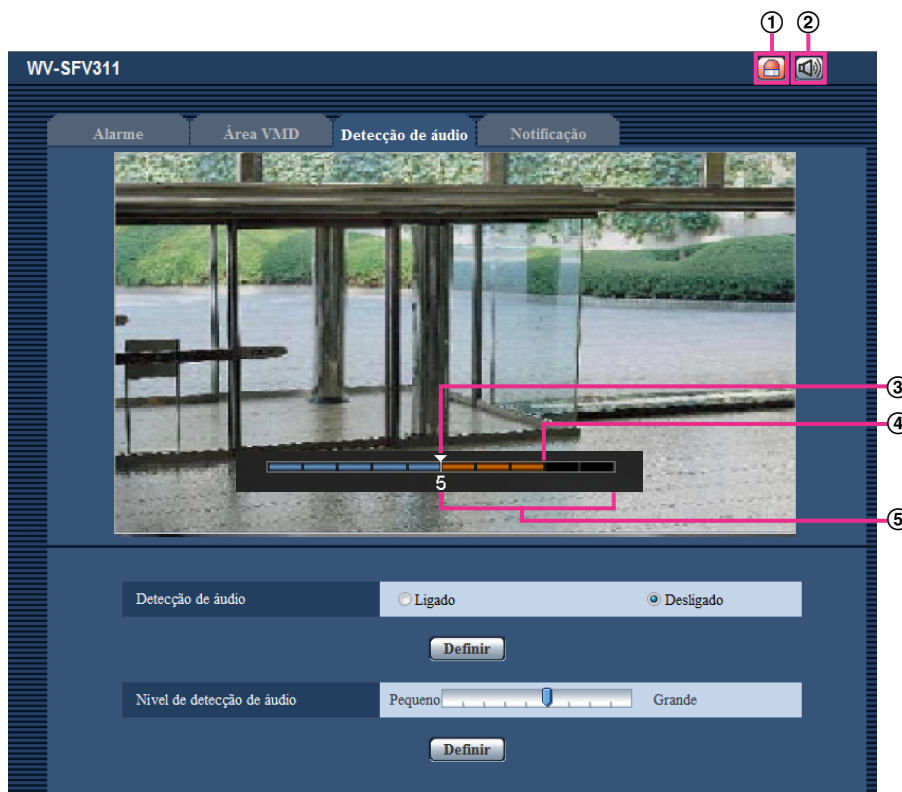 ① ②
WV-SFV311
Alarme Área VMD Detecção de áudio Notificação
③
④
5
⑤
Detecção de áudio Ligado Desligado
Definir
Nivel de detecção de áudio Pequeno Grande
Definir